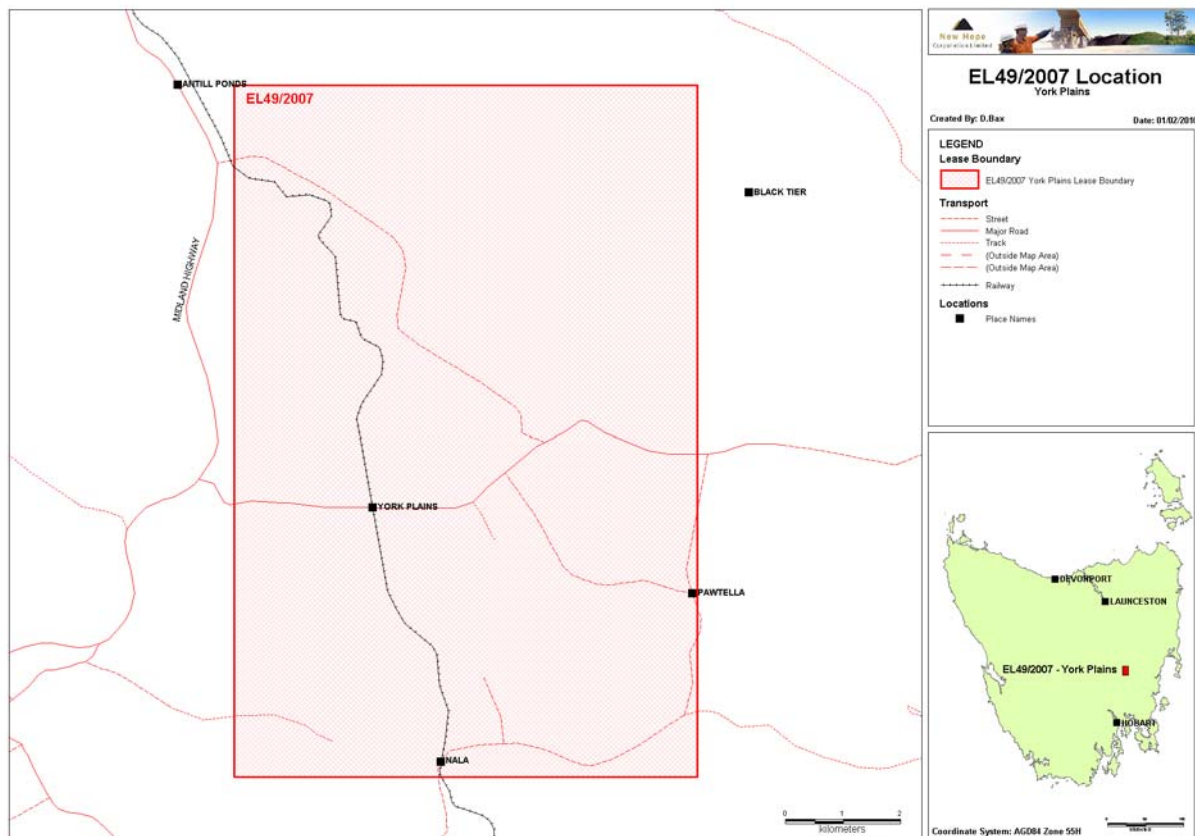 ANTILL PONDS
EL49/2007
BLACK TIER
MIDLAND HIGHWAY
YORK PLAINS
PAWTELLA
NALA
0 1 2
kilometers
New Hope
Corporation Limited
EL49/2007 Location
York Plains
Created By: D.Bax
LEGEND
Lease Boundary
EL49/2007 York Plains Lease Boundary
Transport
Street
Major Road
Track
(Outside Map Area)
(Outside Map Area)
Railway
Locations
Place Names
DEVONPORT
LAUNCESTON
EL49/2007 - York Plains
HOBART
Coordinate System: AGD84 Zone 55H